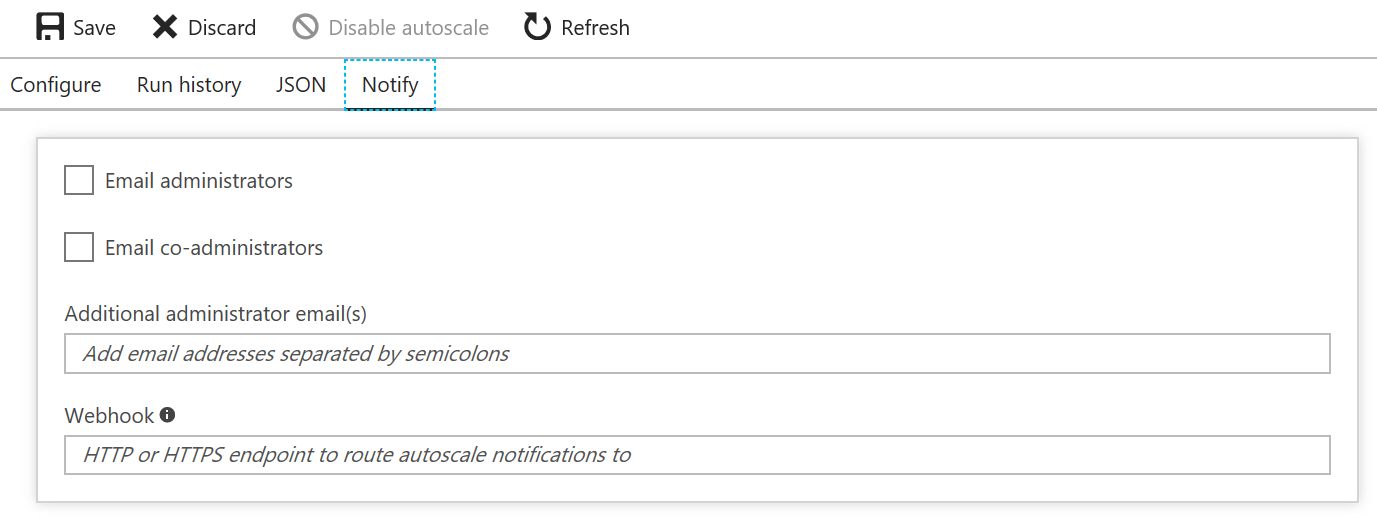 Save Discard Disable autoscale Refresh
Configure Run history JSON Notify
Email administrators
Email co-administrators
Additional administrator email(s)
Add email addresses separated by semicolons
Webhook
HTTP or HTTPS endpoint to route autoscale notifications to